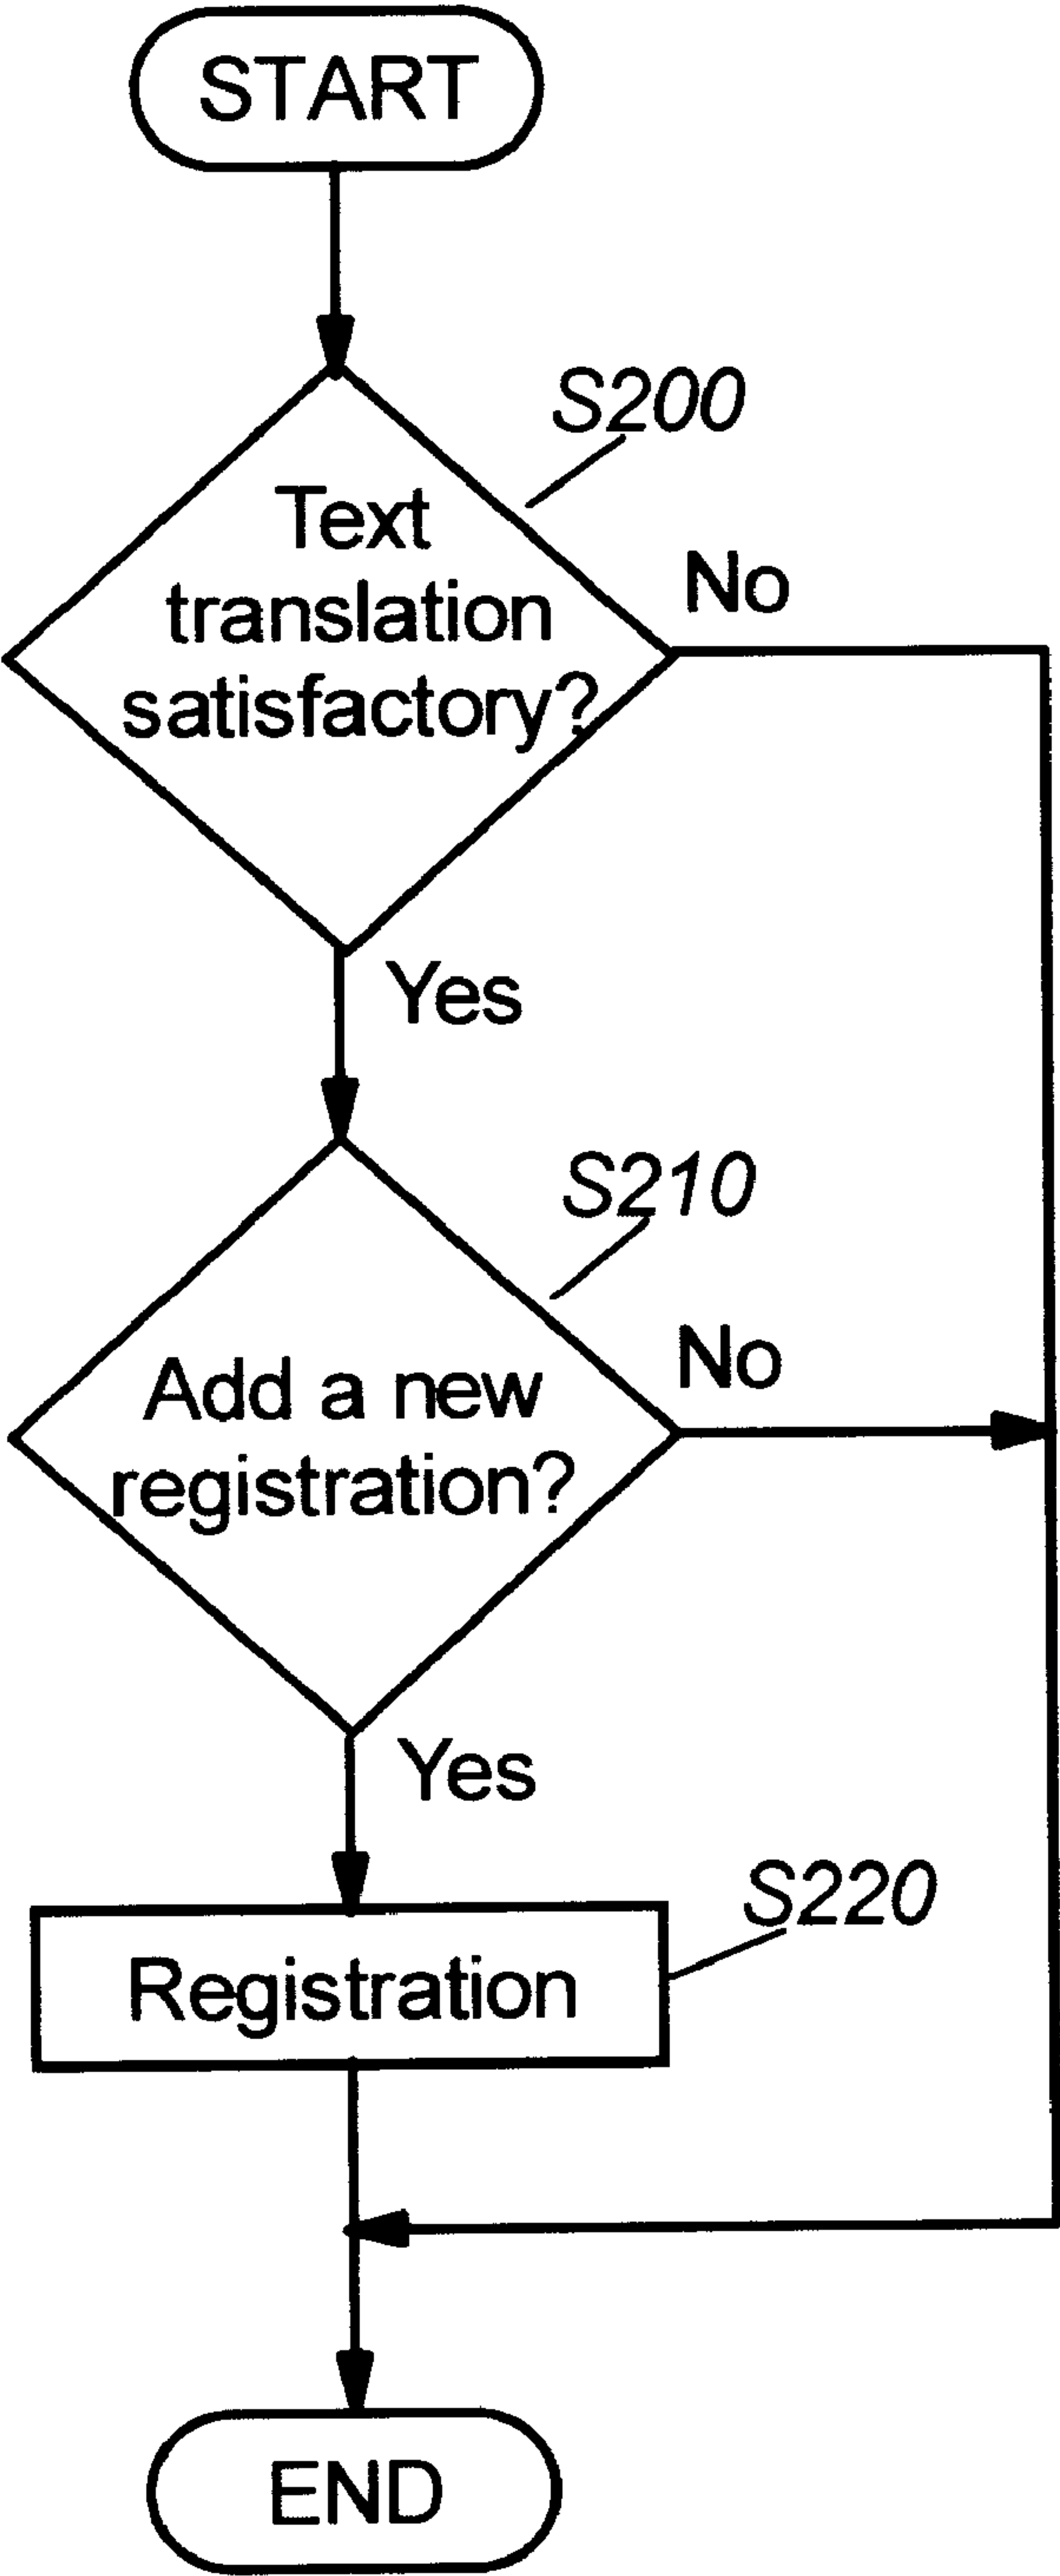 START
S200
Text
translation
satisfactory?
No
Yes
S210
Add a new
registration?
No
Yes
S220
Registration
END